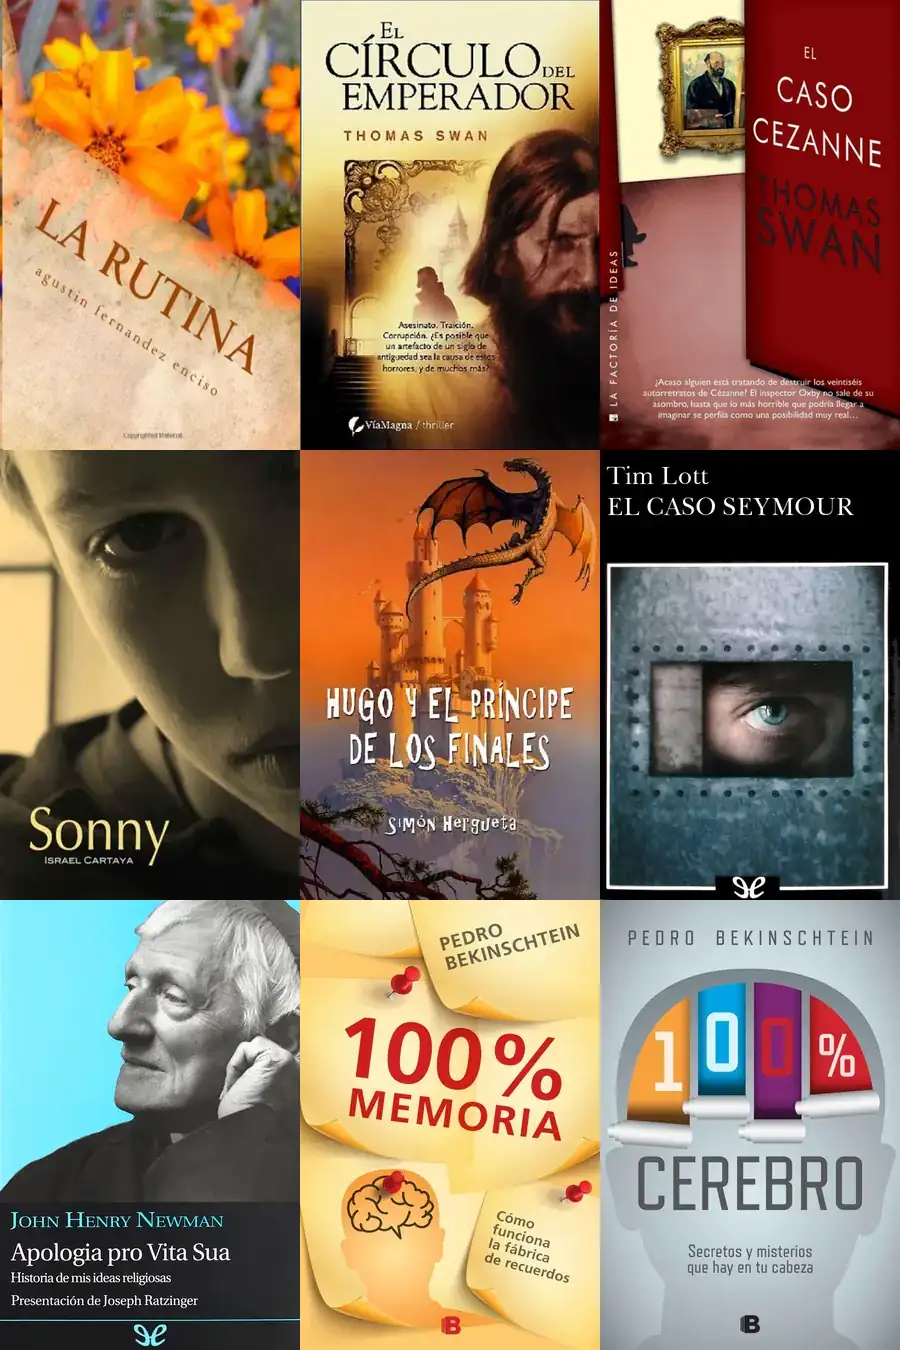 LA RUTINA
agustin fernandez enciso
Copyrighted Material
EL
CÍRCULO DEL
EMPERADOR
THOMAS SWAN
Asesinato. Traición.
Corrupción. ¿Es posible que
un artefacto de un siglo de
antigüedad sea la causa de estos
horrores, y de muchos más?
VíaMagna / thriller
EL
CASO
CEZANNE
THOMAS
SWAN
LA FACTORÍA DE IDEAS
¿Acaso alguien está tratando de destruir los veintiséis
autorretratos de Cézanne? El inspector Oxby no sale de su
asombro, hasta que lo más horrible que podría llegar a
imaginar se perfila como una posibilidad muy real...
Sonny
ISRAEL CARTAYA
HUGO Y EL PRÍNCIPE
DE LOS FINALES
Simón Hergueta
Tim Lott
EL CASO SEYMOUR
JOHN HENRY NEWMAN
Apologia pro Vita Sua
Historia de mis ideas religiosas
Presentación de Joseph Ratzinger
PEDRO
BEKINSCHTEIN
100%
MEMORIA
Cómo
funciona
la fábrica
de recuerdos
B
PEDRO BEKINSCHTEIN
100%
CEREBRO
Secretos y misterios
que hay en tu cabeza
B